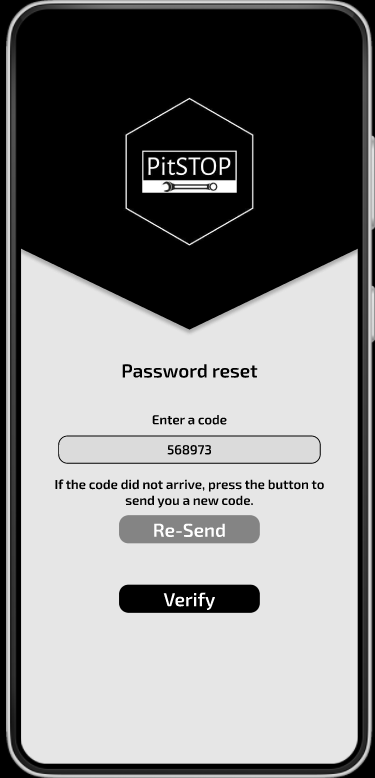 PitSTOP
Password reset
Enter a code
568973
If the code did not arrive, press the button to
send you a new code.
Re-Send
Verify